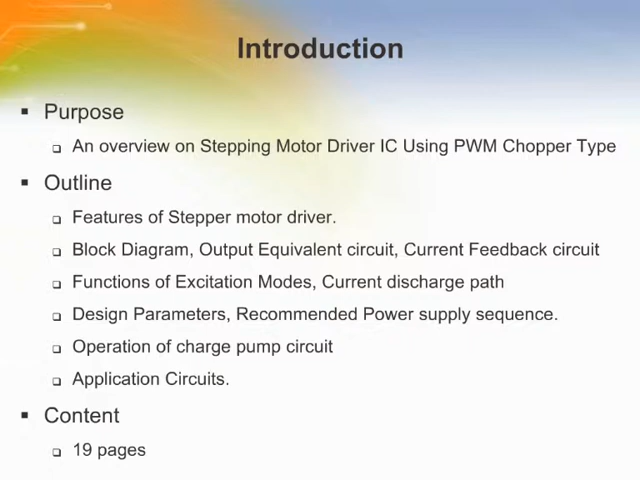 Introduction
Purpose
An overview on Stepping Motor Driver IC Using PWM Chopper Type
Outline
Features of Stepper motor driver.
Block Diagram, Output Equivalent circuit, Current Feedback circuit
Functions of Excitation Modes, Current discharge path
Design Parameters, Recommended Power supply sequence.
Operation of charge pump circuit
Application Circuits.
Content
19 pages